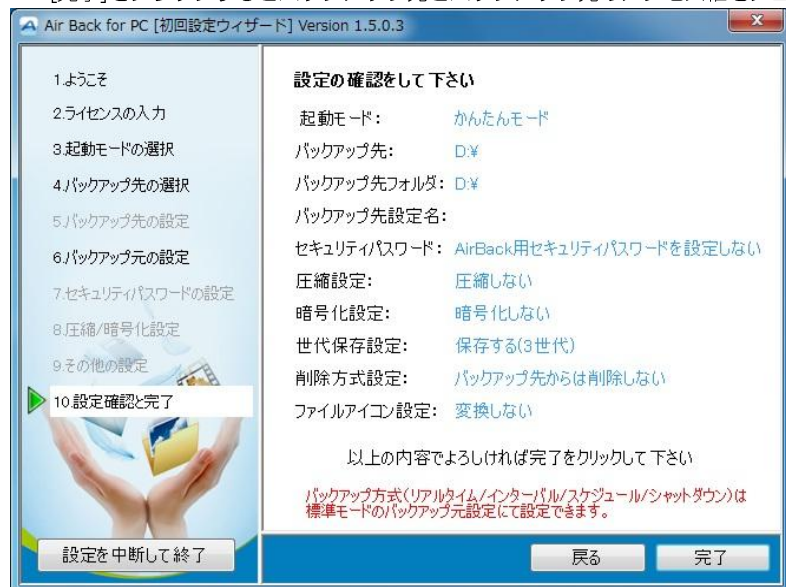 Air Back for PC [初回設定ウィザード] Version 1.5.0.3
1.ようこそ
2.ライセンスの入力
3.起動モードの選択
4.バックアップ先の選択
5.バックアップ先の設定
6.バックアップ元の設定
7.セキュリティパスワードの設定
8.圧縮/暗号化設定
9.その他の設定
10.設定確認と完了
設定を中断して終了
設定の確認をして下さい
起動モード: かんたんモード
バックアップ先: D:¥
バックアップ先フォルダ: D:¥
バックアップ先設定名:
セキュリティパスワード: AirBack用セキュリティパスワードを設定しない
圧縮設定: 圧縮しない
暗号化設定: 暗号化しない
世代保存設定: 保存する(3世代)
削除方式設定: バックアップ先からは削除しない
ファイルアイコン設定: 変換しない
以上の内容でよろしければ完了をクリックして下さい
バックアップ方式(リアルタイム/インターバル/スケジュール/シャットダウン)は
標準モードのバックアップ元設定にて設定できます。
戻る
完了